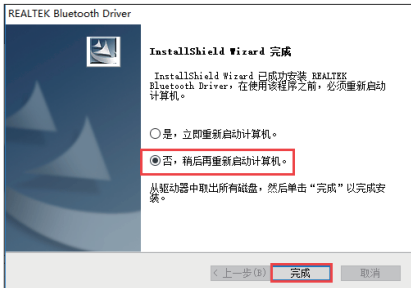 REALTEK Bluetooth Driver
InstallShield Wizard 完成
InstallShield Wizard 已成功安装 REALTEK
Bluetooth Driver，在使用该程序之前，必须重新启动
计算机。
是，立即重新启动计算机。
否，稍后再重新启动计算机。
从驱动器中取出所有磁盘，然后单击“完成”以完成安
装。
< 上一步(B) 完成 取消